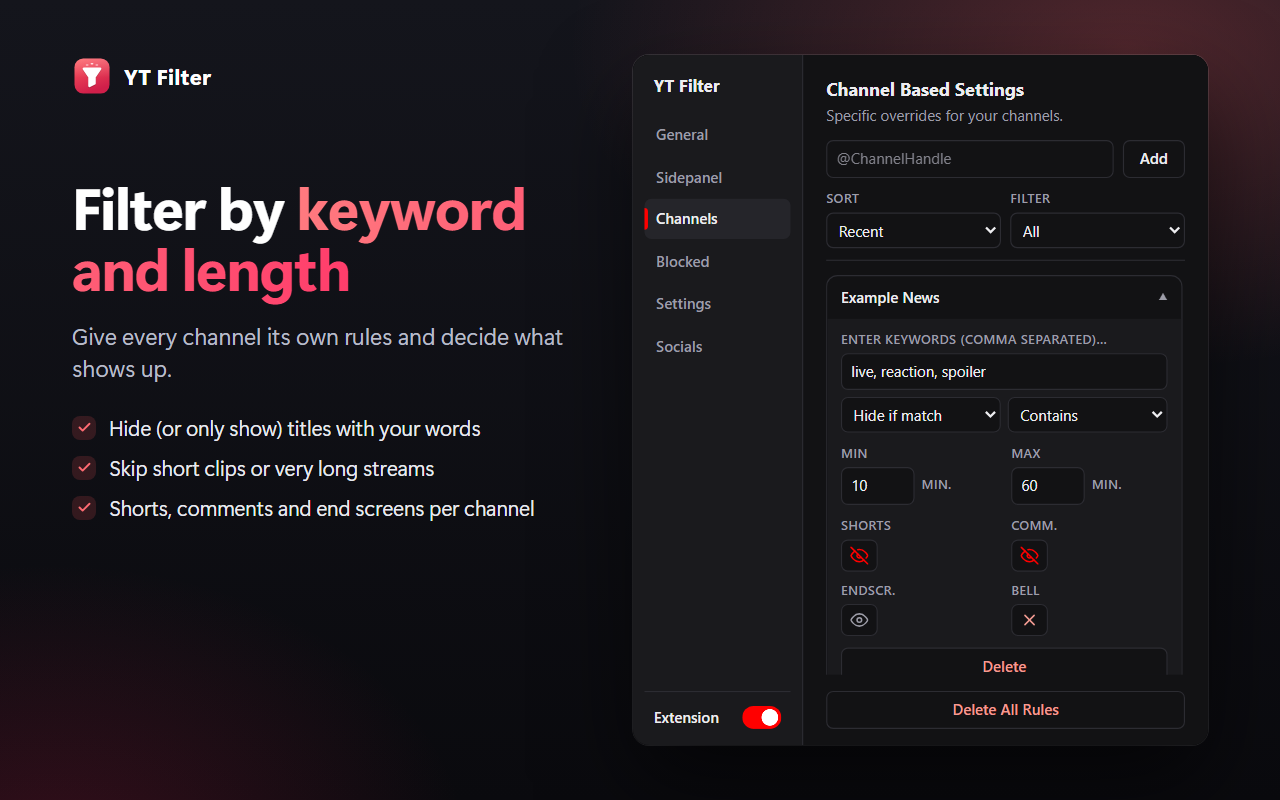 YT Filter
Filter by keyword
and length
Give every channel its own rules and decide what
shows up.
Hide (or only show) titles with your words
Skip short clips or very long streams
Shorts, comments and end screens per channel
YT Filter
General
Sidepanel
Channels
Blocked
Settings
Socials
Extension
Channel Based Settings
Specific overrides for your channels.
@ChannelHandle
Add
SORT
FILTER
Recent
All
Example News
ENTER KEYWORDS (COMMA SEPARATED)...
live, reaction, spoiler
Hide if match
Contains
MIN
MAX
10
MIN.
60
MIN.
SHORTS
COMM.
ENDSCR.
BELL
Delete
Delete All Rules